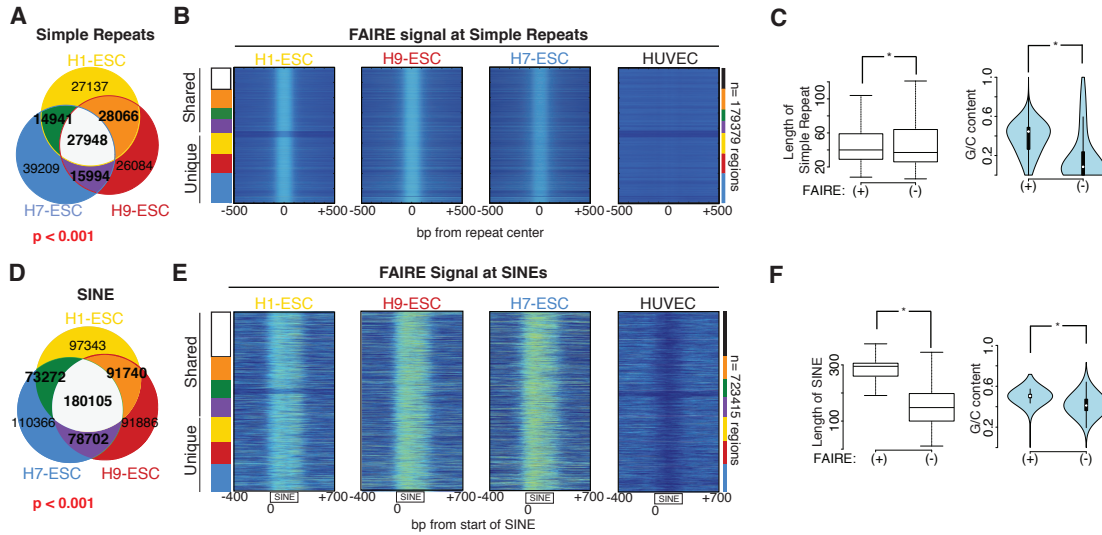 A
Simple Repeats
H1-ESC
27137
14941
28066
27948
39209
26084
15994
H7-ESC
H9-ESC
p < 0.001
B
FAIRE signal at Simple Repeats
H1-ESC
H9-ESC
H7-ESC
HUVEC
Shared
Unique
n= 179379 regions
-500
0
+500
-500
0
+500
-500
0
+500
-500
0
+500
bp from repeat center
C
*
Length of
Simple Repeat
20
60
100
FAIRE:
(+)
(-)
*
G/C content
0.2
0.6
1.0
(+)
(-)
D
SINE
H1-ESC
97343
73272
91740
180105
110366
91886
78702
H7-ESC
H9-ESC
p < 0.001
E
FAIRE Signal at SINEs
H1-ESC
H9-ESC
H7-ESC
HUVEC
Shared
Unique
n= 723415 regions
-400
SINE
+700
0
-400
SINE
+700
0
-400
SINE
+700
0
-400
SINE
+700
0
bp from start of SINE
F
*
Length of SINE
100
300
FAIRE:
(+)
(-)
*
G/C content
0.2
0.6
1.0
(+)
(-)